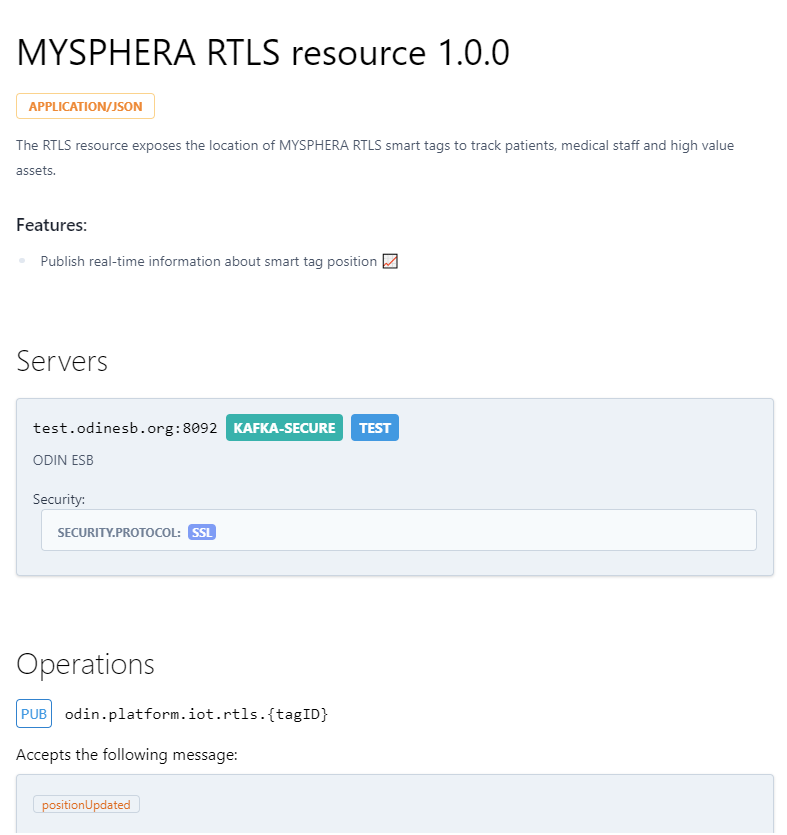 MYSPHERA RTLS resource 1.0.0
APPLICATION/JSON
The RTLS resource exposes the location of MYSPHERA RTLS smart tags to track patients, medical staff and high value
assets.
Features:
Publish real-time information about smart tag position 📈
Servers
test.odinesb.org:8092 KAFKA-SECURE TEST
ODIN ESB
Security:
SECURITY.PROTOCOL: SSL
Operations
PUB odin.platform.iot.rtls.{tagID}
Accepts the following message:
positionUpdated